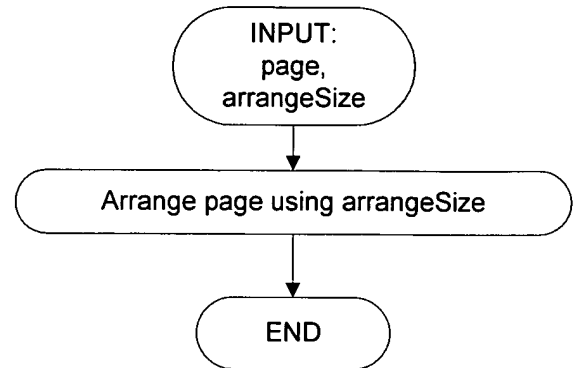 INPUT:
page,
arrangeSize
Arrange page using arrangeSize
END